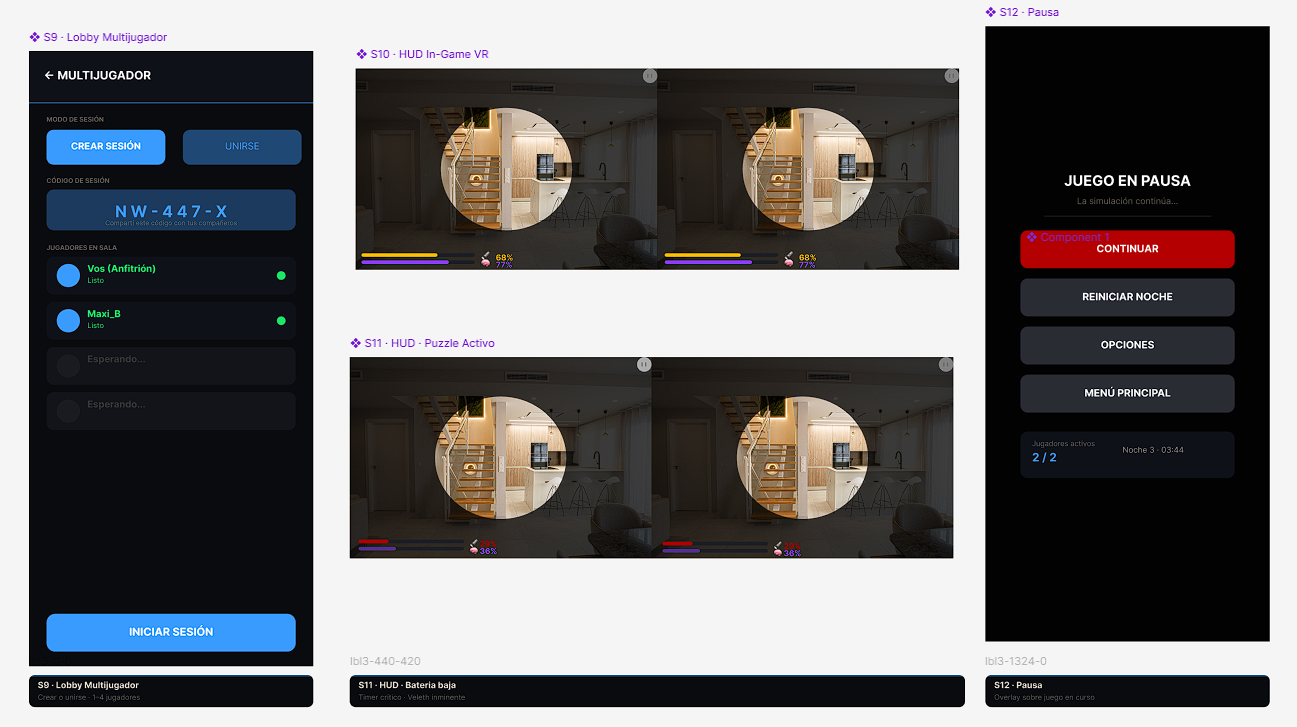 S9 · Lobby Multijugador
← MULTIJUGADOR
MODO DE SESIÓN
CREAR SESIÓN
UNIRSE
CÓDIGO DE SESIÓN
NW-447-X
Compartí este código con tus compañeros
JUGADORES EN SALA
Vos (Anfitrión)
Listo
Maxi_B
Listo
Esperando...
Esperando...
INICIAR SESIÓN
S9 · Lobby Multijugador
Crear o unirse · 1–4 jugadores
S10 · HUD In-Game VR
68%
77%
68%
77%
S11 · HUD · Puzzle Activo
36%
36%
lbl3-440-420
S11 · HUD · Bateria baja
Timer crítico · Veleth inminente
S12 · Pausa
JUEGO EN PAUSA
La simulación continúa...
Component 1
CONTINUAR
REINICIAR NOCHE
OPCIONES
MENÚ PRINCIPAL
Jugadores activos
2 / 2
Noche 3 · 03:44
lbl3-1324-0
S12 · Pausa
Overlay sobre juego en curso